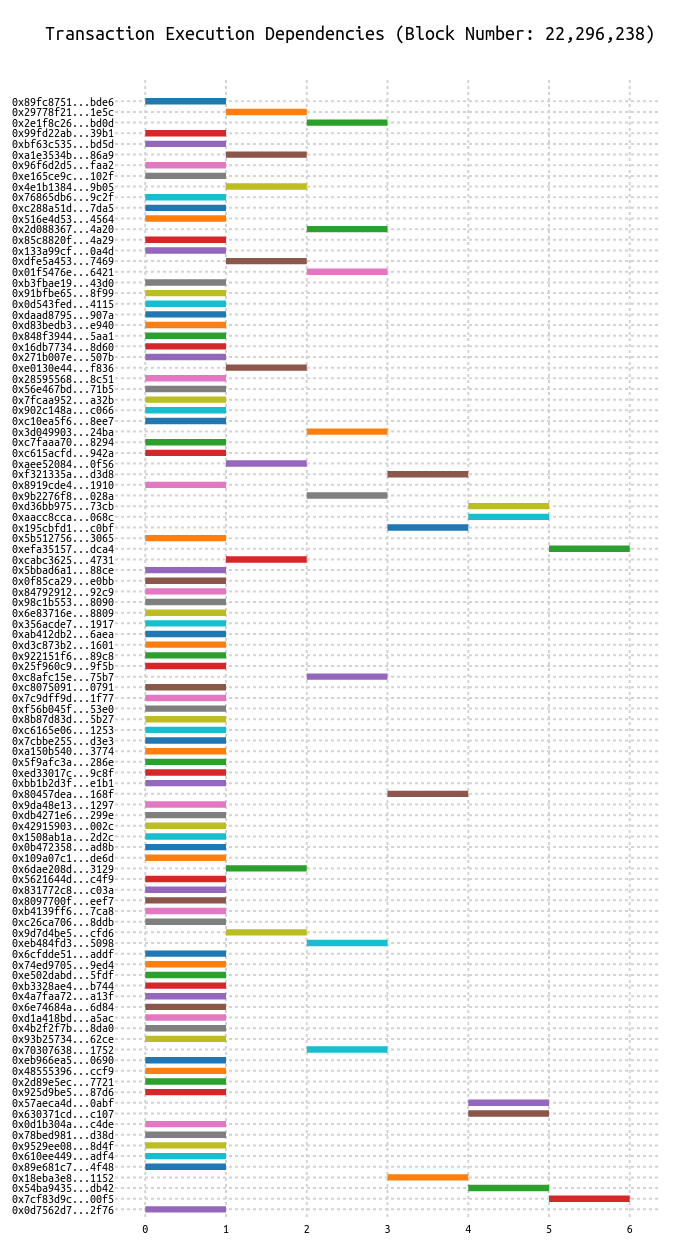 Transaction Execution Dependencies (Block Number: 22,296,238)
0x89fc8751...bde6
0x29778f21...1e5c
0x2e1f8c26...bd0d
0x99fd22ab...39b1
0xbf63c535...bd5d
0xa1e3534b...86a9
0x96f6d2d5...faa2
0xe165ce9c...102f
0x4e1b1384...9b05
0x76865db6...9c2f
0xc288a51d...7da5
0x516e4d53...4564
0x2d088367...4a20
0x85c8820f...4a29
0x133a99cf...0a4d
0xdfe5a453...7469
0x01f5476e...6421
0xb3fbae19...43d0
0x91bfbe65...8f99
0x0d543fed...4115
0xdaad8795...907a
0xd83bedb3...e940
0x848f3944...5aa1
0x16db7734...8d60
0x271b007e...507b
0xe0130e44...f836
0x28595568...8c51
0x56e467bd...71b5
0x7fcaa952...a32b
0x902c148a...c066
0xc10ea5f6...8ee7
0x3d049903...24ba
0xc7faaa70...8294
0xc615acfd...942a
0xaee52084...0f56
0xf321335a...d3d8
0x8919cde4...1910
0x9b2276f8...028a
0xd36bb975...73cb
0xaacc8cca...068c
0x195cbfd1...c0bf
0x5b512756...3065
0xefa35157...dca4
0xcabc3625...4731
0x5bbad6a1...88ce
0x0f85ca29...e0bb
0x84792912...92c9
0x98c1b553...8090
0x6e83716e...8809
0x356acde7...1917
0xab412db2...6aea
0xd3c873b2...1601
0x922151f6...89c8
0x25f960c9...9f5b
0xc8afc15e...75b7
0xc8075091...0791
0x7c9dff9d...1f77
0xf56b045f...53e0
0x8b87d83d...5b27
0xc6165e06...1253
0x7cbbe255...d3e3
0xa150b540...3774
0x5f9afc3a...286e
0xed33017c...9c8f
0xbb1b2d3f...e1b1
0x80457dea...168f
0x9da48e13...1297
0xdb4271e6...299e
0x42915903...002c
0x1508ab1a...2d2c
0x0b472358...ad8b
0x109a07c1...de6d
0x6dae208d...3129
0x5621644d...c4f9
0x831772c8...c03a
0x8097700f...eef7
0xb4139ff6...7ca8
0xc26ca706...8ddb
0x9d7d4be5...cfd6
0xeb484fd3...5098
0x6cfdde51...addf
0x74ed9705...9ed4
0xe502dabd...5fdf
0xb3328ae4...b744
0x4a7faa72...a13f
0x6e74684a...6d84
0xd1a418bd...a5ac
0x4b2f2f7b...8da0
0x93b25734...62ce
0x70307638...1752
0xeb966ea5...0690
0x48555396...ccf9
0x2d89e5ec...7721
0x925d9be5...87d6
0x57aeca4d...0abf
0x630371cd...c107
0x0d1b304a...c4de
0x78bed981...d38d
0x9529ee08...8d4f
0x610ee449...adf4
0x89e681c7...4f48
0x18eba3e8...1152
0x54ba9435...db42
0x7cf83d9c...00f5
0x0d7562d7...2f76
0 1 2 3 4 5 6